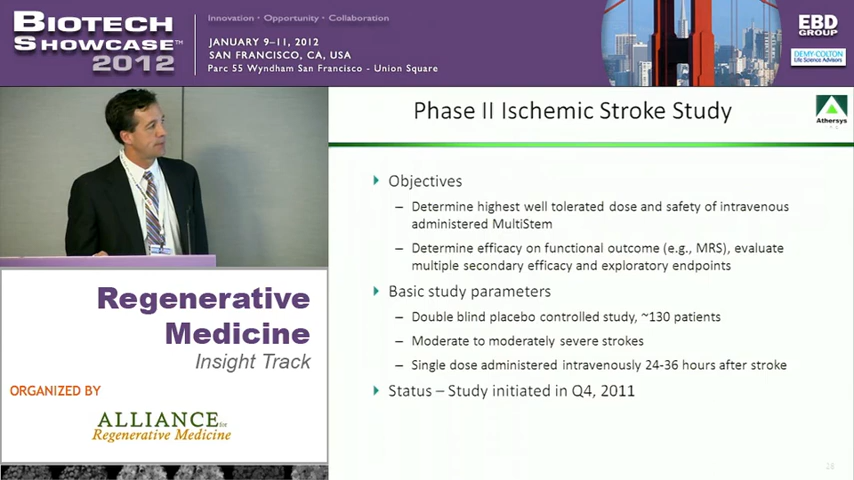 BIOTECH
SHOWCASE™
2012
Innovation • Opportunity • Collaboration
JANUARY 9–11, 2012
SAN FRANCISCO, CA, USA
Parc 55 Wyndham San Francisco - Union Square
EBD
GROUP
DEMY-COLTON
Life Science Advisors
Phase II Ischemic Stroke Study
Athersys
Objectives
– Determine highest well tolerated dose and safety of intravenous
administered MultiStem
– Determine efficacy on functional outcome (e.g., MRS), evaluate
multiple secondary efficacy and exploratory endpoints
Basic study parameters
– Double blind placebo controlled study, ~130 patients
– Moderate to moderately severe strokes
– Single dose administered intravenously 24-36 hours after stroke
Status – Study initiated in Q4, 2011
26
Regenerative
Medicine
Insight Track
ORGANIZED BY
ALLIANCE for
Regenerative Medicine